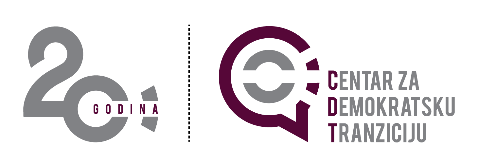 20
GODINA
CENTAR ZA
DEMOKRATSKU
TRANZICIJU